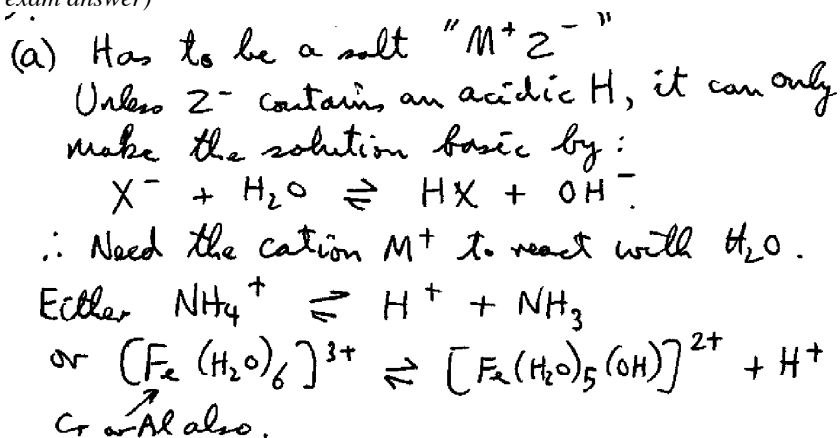 exam answer)
(a) Has to be a salt "M⁺ Z⁻"
Unless Z⁻ contains an acidic H, it can only
make the solution basic by:
X⁻ + H₂O ⇌ HX + OH⁻.
∴ Need the cation M⁺ to react with H₂O.
Either NH₄⁺ ⇌ H⁺ + NH₃
or [Fe (H₂O)₆]³⁺ ⇌ [Fe(H₂O)₅(OH)]²⁺ + H⁺
Cr or Al also.